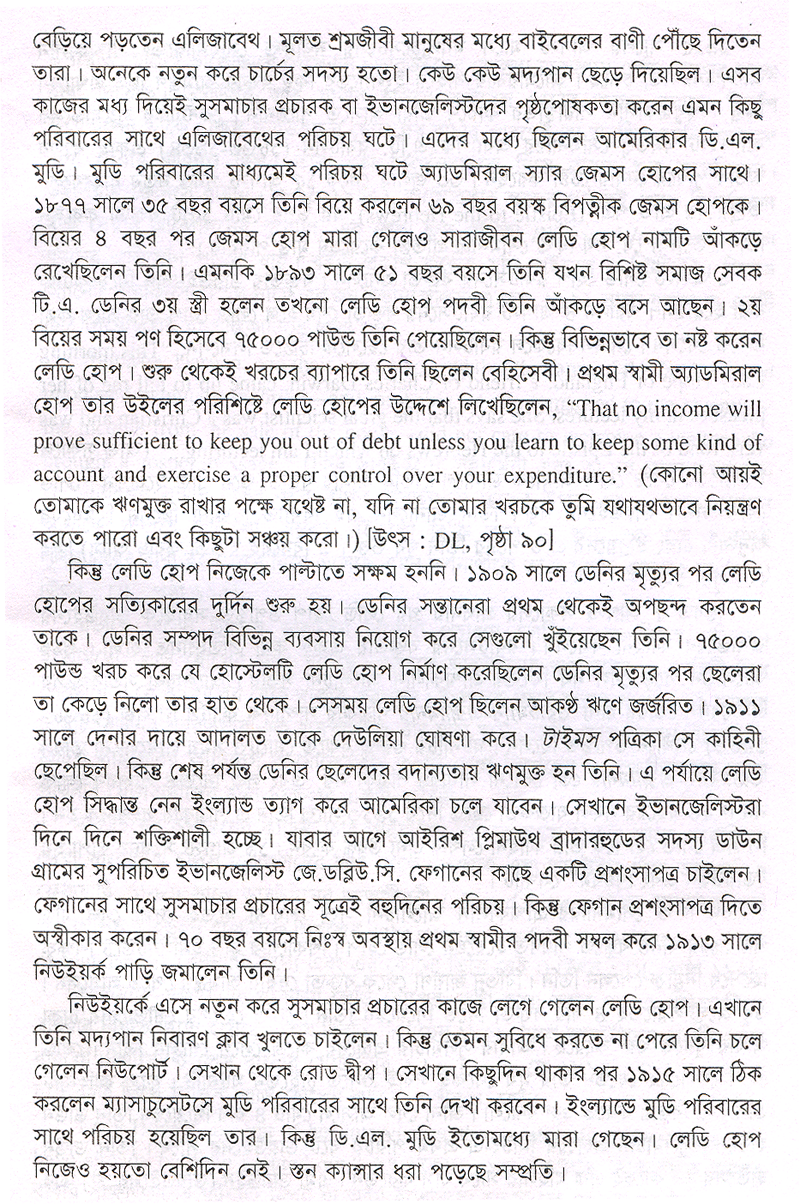 বেড়িয়ে পড়তেন এলিজাবেথ। মূলত শ্রমজীবী মানুষের মধ্যে বাইবেলের বাণী পৌঁছে দিতেন
তারা। অনেকে নতুন করে চার্চের সদস্য হতো। কেউ কেউ মদ্যপান ছেড়ে দিয়েছিল। এসব
কাজের মধ্য দিয়েই সুসমাচার প্রচারক বা ইভানজেলিস্টদের পৃষ্ঠপোষকতা করেন এমন কিছু
পরিবারের সাথে এলিজাবেথের পরিচয় ঘটে। এদের মধ্যে ছিলেন আমেরিকার ডি.এল.
মুডি। মুডি পরিবারের মাধ্যমেই পরিচয় ঘটে অ্যাডমিরাল স্যার জেমস হোপের সাথে।
১৮৭৭ সালে ৩৫ বছর বয়সে তিনি বিয়ে করলেন ৬৯ বছর বয়স্ক বিপত্নীক জেমস হোপকে।
বিয়ের ৪ বছর পর জেমস হোপ মারা গেলেও সারাজীবন লেডি হোপ নামটি আঁকড়ে
রেখেছিলেন তিনি। এমনকি ১৮৯৩ সালে ৫১ বছর বয়সে তিনি যখন বিশিষ্ট সমাজ সেবক
টি.এ. ডেনির ৩য় স্ত্রী হলেন তখনো লেডি হোপ পদবী তিনি আঁকড়ে বসে আছেন। ২য়
বিয়ের সময় পণ হিসেবে ৭৫০০০ পাউন্ড তিনি পেয়েছিলেন। কিন্তু বিভিন্নভাবে তা নষ্ট করেন
লেডি হোপ। শুরু থেকেই খরচের ব্যাপারে তিনি ছিলেন বেহিসেবী। প্রথম স্বামী অ্যাডমিরাল
হোপ তার উইলের পরিশিষ্টে লেডি হোপের উদ্দেশে লিখেছিলেন, “That no income will
prove sufficient to keep you out of debt unless you learn to keep some kind of
account and exercise a proper control over your expenditure.” (কোনো আয়ই
তোমাকে ঋণমুক্ত রাখার পক্ষে যথেষ্ট না, যদি না তোমার খরচকে তুমি যথাযথভাবে নিয়ন্ত্রণ
করতে পারো এবং কিছুটা সঞ্চয় করো।) [উৎস : DL, পৃষ্ঠা ৯০]
কিন্তু লেডি হোপ নিজেকে পাল্টাতে সক্ষম হননি। ১৯০৯ সালে ডেনির মৃত্যুর পর লেডি
হোপের সত্যিকারের দুর্দিন শুরু হয়। ডেনির সন্তানেরা প্রথম থেকেই অপছন্দ করতেন
তাকে। ডেনির সম্পদ বিভিন্ন ব্যবসায় নিয়োগ করে সেগুলো খুঁইয়েছেন তিনি। ৭৫০০০
পাউন্ড খরচ করে যে হোস্টেলটি লেডি হোপ নির্মাণ করেছিলেন ডেনির মৃত্যুর পর ছেলেরা
তা কেড়ে নিলো তার হাত থেকে। সেসময় লেডি হোপ ছিলেন আকণ্ঠ ঋণে জর্জরিত। ১৯১১
সালে দেনার দায়ে আদালত তাকে দেউলিয়া ঘোষণা করে। টাইমস পত্রিকা সে কাহিনী
ছেপেছিল। কিন্তু শেষ পর্যন্ত ডেনির ছেলেদের বদান্যতায় ঋণমুক্ত হন তিনি। এ পর্যায়ে লেডি
হোপ সিদ্ধান্ত নেন ইংল্যান্ড ত্যাগ করে আমেরিকা চলে যাবেন। সেখানে ইভানজেলিস্টরা
দিনে দিনে শক্তিশালী হচ্ছে। যাবার আগে আইরিশ প্লিমাউথ ব্রাদারহুডের সদস্য ডাউন
গ্রামের সুপরিচিত ইভানজেলিস্ট জে.ডব্লিউ.সি. ফেগানের কাছে একটি প্রশংসাপত্র চাইলেন।
ফেগানের সাথে সুসমাচার প্রচারের সূত্রেই বহুদিনের পরিচয়। কিন্তু ফেগান প্রশংসাপত্র দিতে
অস্বীকার করেন। ৭০ বছর বয়সে নিঃস্ব অবস্থায় প্রথম স্বামীর পদবী সম্বল করে ১৯১৩ সালে
নিউইয়র্ক পাড়ি জমালেন তিনি।
নিউইয়র্কে এসে নতুন করে সুসমাচার প্রচারের কাজে লেগে গেলেন লেডি হোপ। এখানে
তিনি মদ্যপান নিবারণ ক্লাব খুলতে চাইলেন। কিন্তু তেমন সুবিধে করতে না পেরে তিনি চলে
গেলেন নিউপোর্ট। সেখান থেকে রোড দ্বীপ। সেখানে কিছুদিন থাকার পর ১৯১৫ সালে ঠিক
করলেন ম্যাসাচুসেটসে মুডি পরিবারের সাথে তিনি দেখা করবেন। ইংল্যান্ডে মুডি পরিবারের
সাথে পরিচয় হয়েছিল তার। কিন্তু ডি.এল. মুডি ইতোমধ্যে মারা গেছেন। লেডি হোপ
নিজেও হয়তো বেশিদিন নেই। স্তন ক্যান্সার ধরা পড়েছে সম্প্রতি।